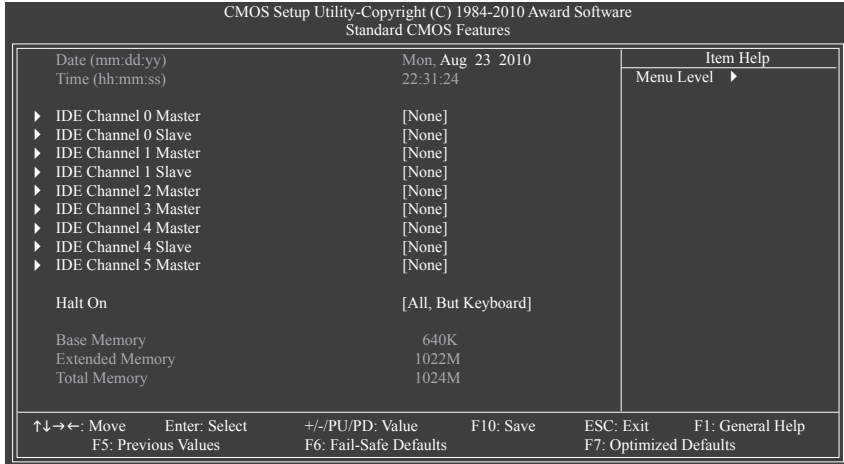 CMOS Setup Utility-Copyright (C) 1984-2010 Award Software
Standard CMOS Features
Date (mm:dd:yy) Mon, Aug 23 2010
Time (hh:mm:ss) 22:31:24
IDE Channel 0 Master [None]
IDE Channel 0 Slave [None]
IDE Channel 1 Master [None]
IDE Channel 1 Slave [None]
IDE Channel 2 Master [None]
IDE Channel 3 Master [None]
IDE Channel 4 Master [None]
IDE Channel 4 Slave [None]
IDE Channel 5 Master [None]
Halt On [All, But Keyboard]
Base Memory 640K
Extended Memory 1022M
Total Memory 1024M
Item Help
Menu Level ▶
↑↓→←: Move Enter: Select +/-/PU/PD: Value F10: Save ESC: Exit F1: General Help
F5: Previous Values F6: Fail-Safe Defaults F7: Optimized Defaults